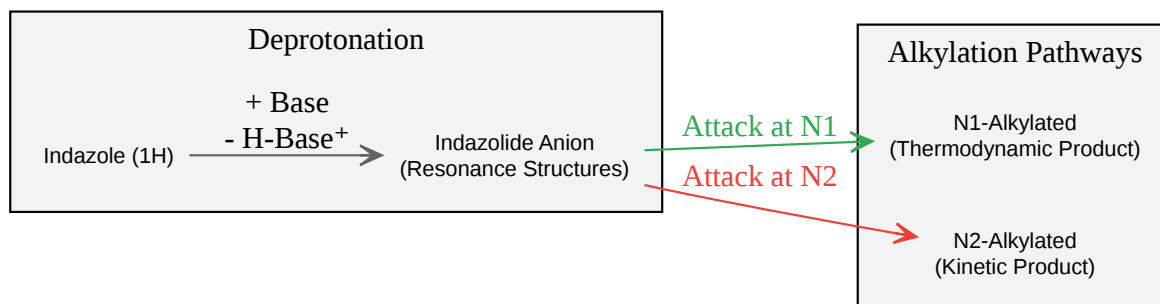 Deprotonation
+ Base
- H-Base⁺
Indazole (1H)
Indazolide Anion
(Resonance Structures)
Attack at N1
Attack at N2
Alkylation Pathways
N1-Alkylated
(Thermodynamic Product)
N2-Alkylated
(Kinetic Product)